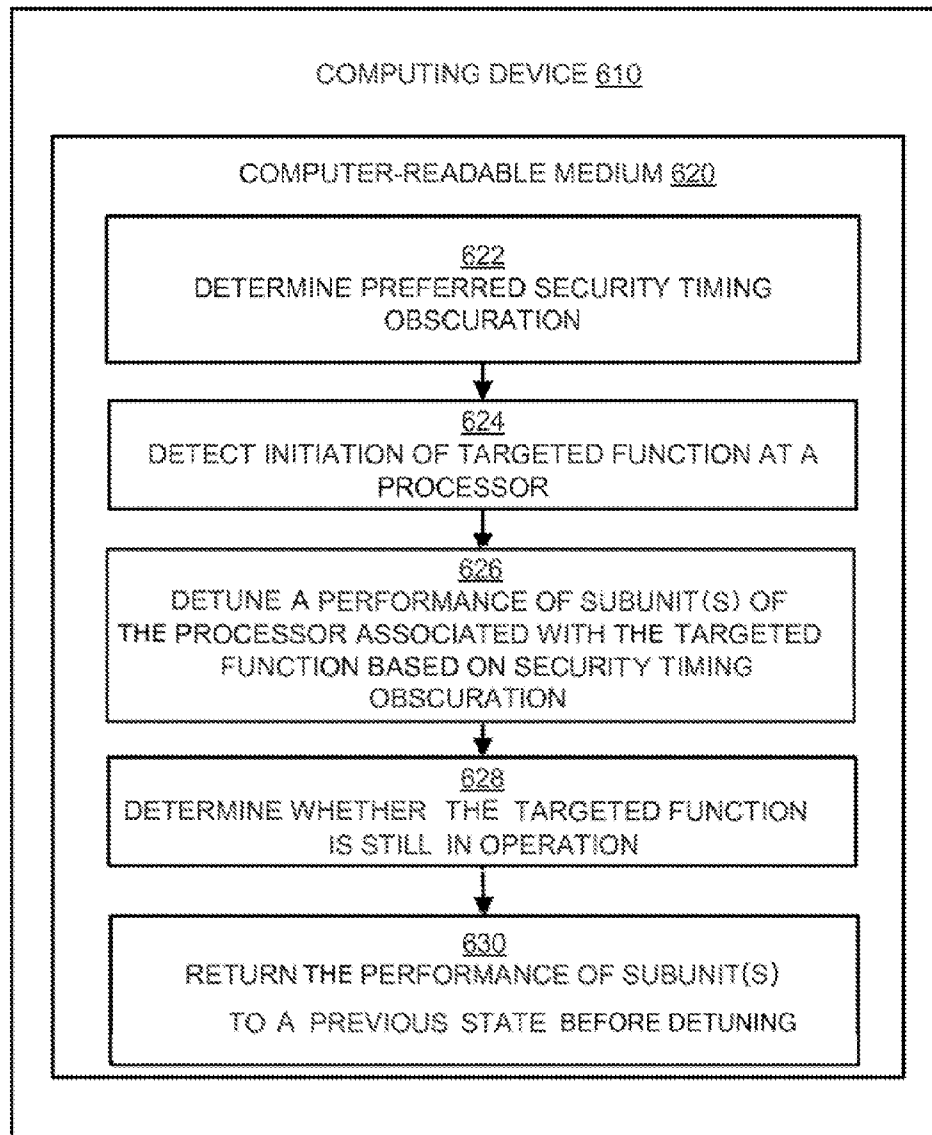 COMPUTING DEVICE 610
COMPUTER-READABLE MEDIUM 620
622
DETERMINE PREFERRED SECURITY TIMING
OBSCURATION
624
DETECT INITIATION OF TARGETED FUNCTION AT A
PROCESSOR
626
DETUNE A PERFORMANCE OF SUBUNIT(S) OF
THE PROCESSOR ASSOCIATED WITH THE TARGETED
FUNCTION BASED ON SECURITY TIMING
OBSCURATION
628
DETERMINE WHETHER THE TARGETED FUNCTION
IS STILL IN OPERATION
630
RETURN THE PERFORMANCE OF SUBUNIT(S)
TO A PREVIOUS STATE BEFORE DETUNING